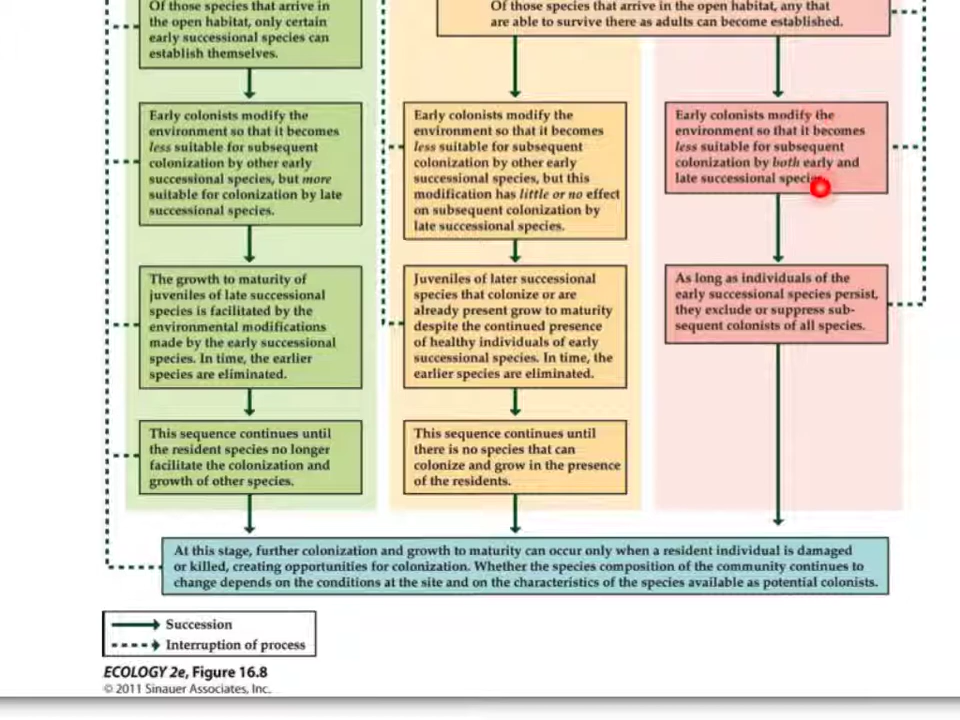 Of those species that arrive in
the open habitat, only certain
early successional species can
establish themselves.
Of those species that arrive in the open habitat, any that
are able to survive there as adults can become established.
Early colonists modify the
environment so that it becomes
less suitable for subsequent
colonization by other early
successional species, but more
suitable for colonization by late
successional species.
Early colonists modify the
environment so that it becomes
less suitable for subsequent
colonization by other early
successional species, but this
modification has little or no effect
on subsequent colonization by
late successional species.
Early colonists modify the
environment so that it becomes
less suitable for subsequent
colonization by both early and
late successional species.
The growth to maturity of
juveniles of late successional
species is facilitated by the
environmental modifications
made by the early successional
species. In time, the earlier
species are eliminated.
Juveniles of later successional
species that colonize or are
already present grow to maturity
despite the continued presence
of healthy individuals of early
successional species. In time, the
earlier species are eliminated.
As long as individuals of the
early successional species persist,
they exclude or suppress sub-
sequent colonists of all species.
This sequence continues until
the resident species no longer
facilitate the colonization and
growth of other species.
This sequence continues until
there is no species that can
colonize and grow in the presence
of the residents.
At this stage, further colonization and growth to maturity can occur only when a resident individual is damaged
or killed, creating opportunities for colonization. Whether the species composition of the community continues to
change depends on the conditions at the site and on the characteristics of the species available as potential colonists.
Succession
Interruption of process
ECOLOGY 2e, Figure 16.8
© 2011 Sinauer Associates, Inc.